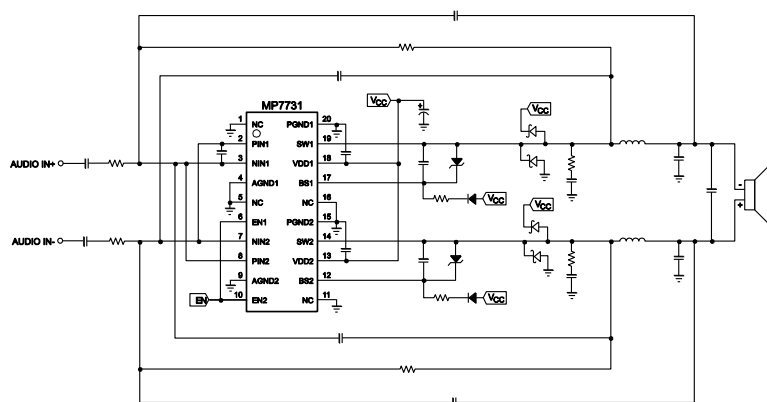 MP7731
VCC
VCC
1 NC PGND1 20
2 PIN1 SW1 19
AUDIO IN+ 3 NIN1 VDD1 18
4 AGND1 BS1 17
5 NC NC 16
VCC
VCC
6 EN1 PGND2 15
AUDIO IN- 7 NIN2 SW2 14
8 PIN2 VDD2 13
9 AGND2 BS2 12
EN 10 EN2 NC 11
VCC
+
-
+